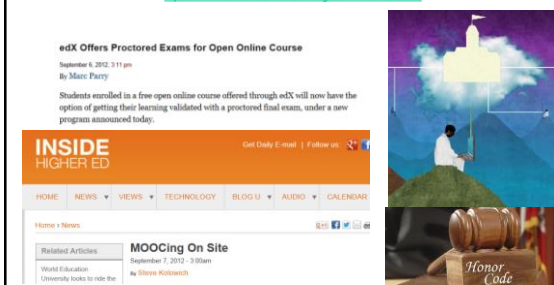 edX Offers Proctored Exams for Open Online Course
September 6, 2012, 3:11 pm
By Marc Parry
Students enrolled in a free open online course offered through edX will now have the
option of getting their learning validated with a proctored final exam, under a new
program announced today.
INSIDE
HIGHER ED
Get Daily E-mail | Follow us:
HOME NEWS VIEWS TECHNOLOGY BLOG U AUDIO CALENDAR
Home › News
Related Articles
World Education
University looks to ride the
MOOCing On Site
September 7, 2012 - 3:00am
By Steve Kolowich
Honor
Code